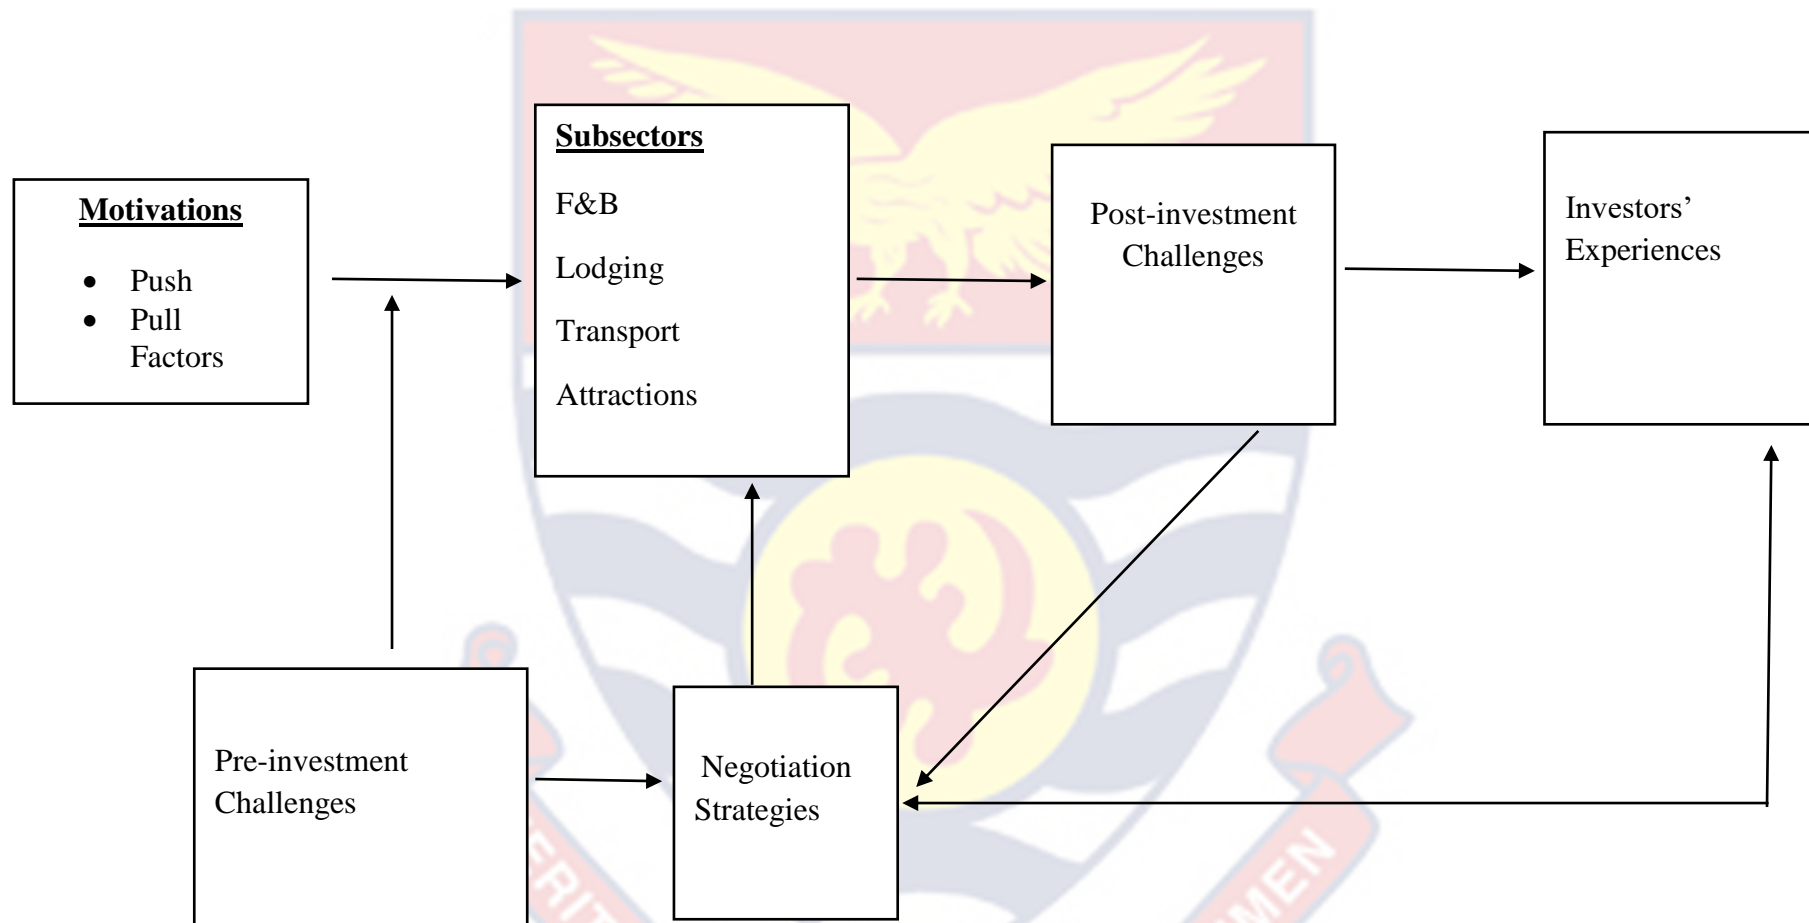 Motivations
• Push
• Pull
Factors
Subsectors
F&B
Lodging
Transport
Attractions
Post-investment
Challenges
Investors’
Experiences
Pre-investment
Challenges
Negotiation
Strategies